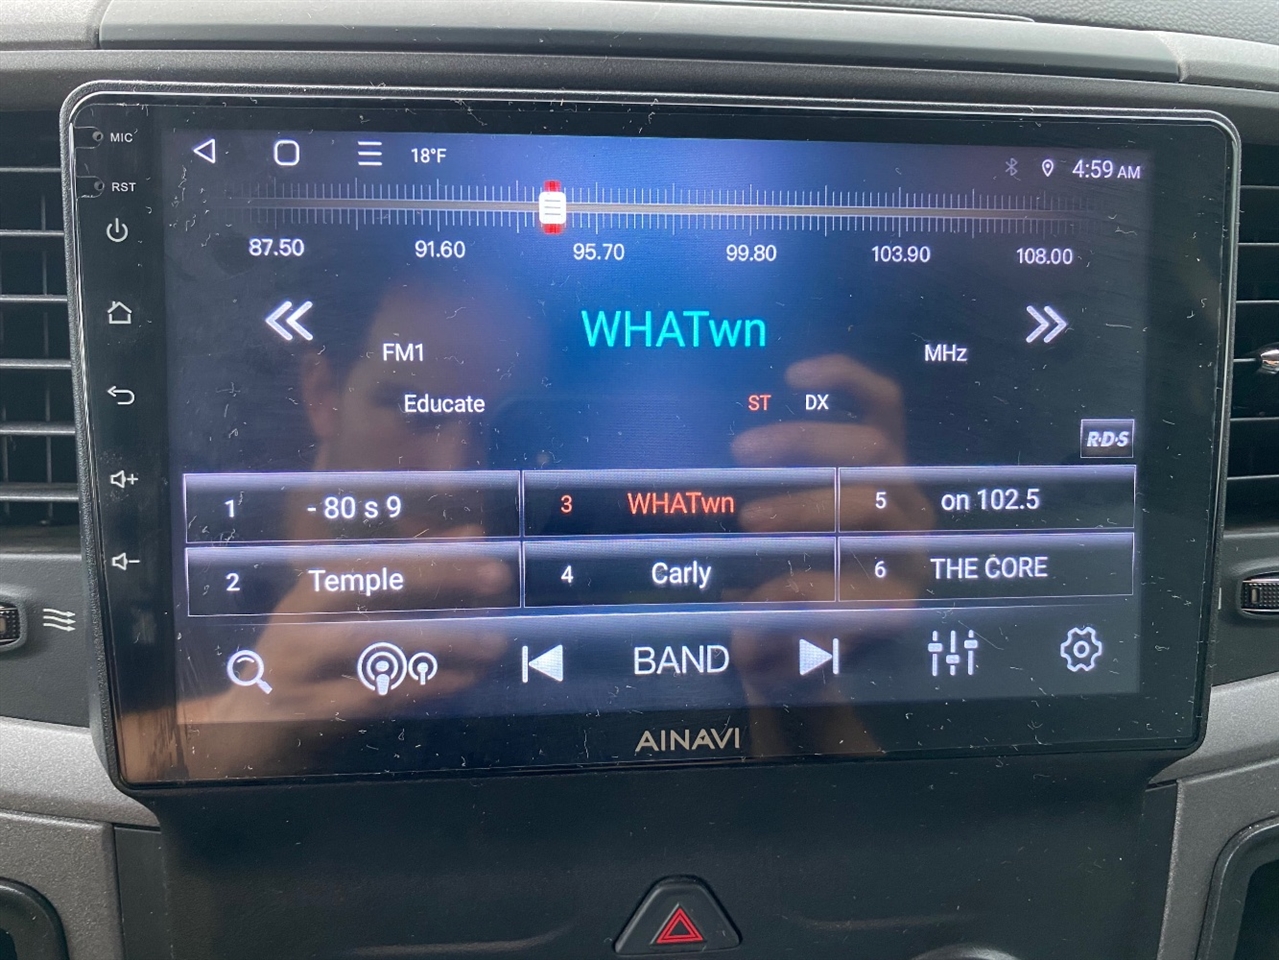 MIC
18°F
4:59 AM
RST
87.50 91.60 95.70 99.80 103.90 108.00
WHATwn
FM1 MHz
Educate ST DX
R·D·S
1 - 80 s 9 3 WHATwn 5 on 102.5
2 Temple 4 Carly 6 THE CORE
BAND
AINAVI